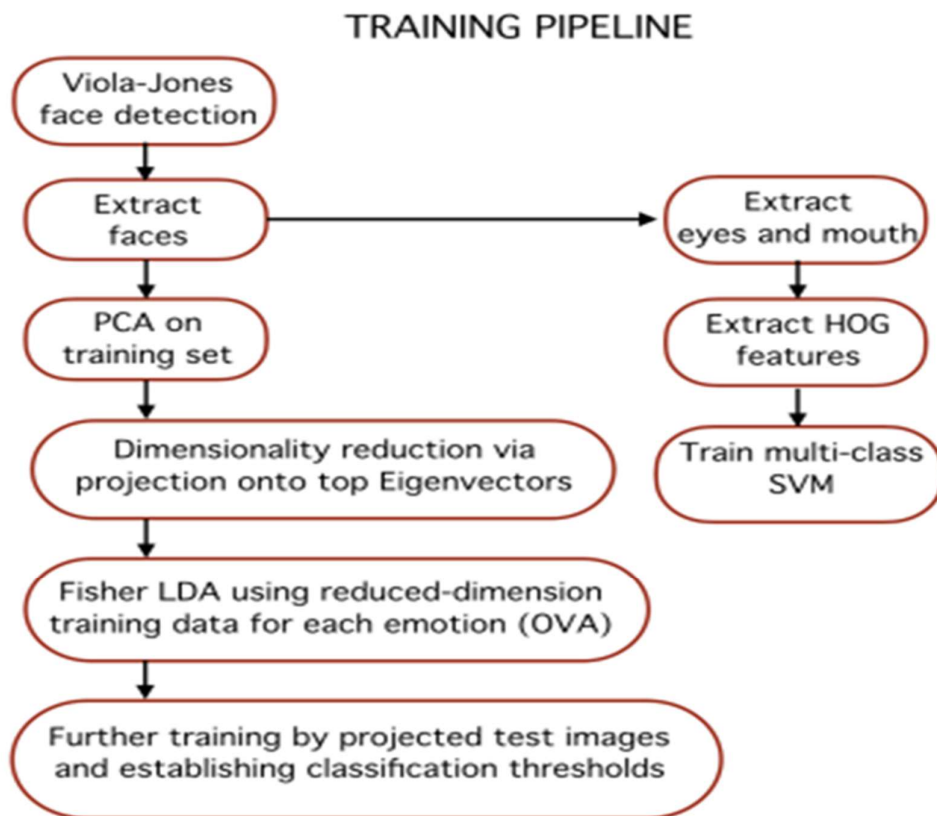 TRAINING PIPELINE
Viola-Jones
face detection
Extract
faces
PCA on
training set
Dimensionality reduction via
projection onto top Eigenvectors
Fisher LDA using reduced-dimension
training data for each emotion (OVA)
Further training by projected test images
and establishing classification thresholds
Extract
eyes and mouth
Extract HOG
features
Train multi-class
SVM